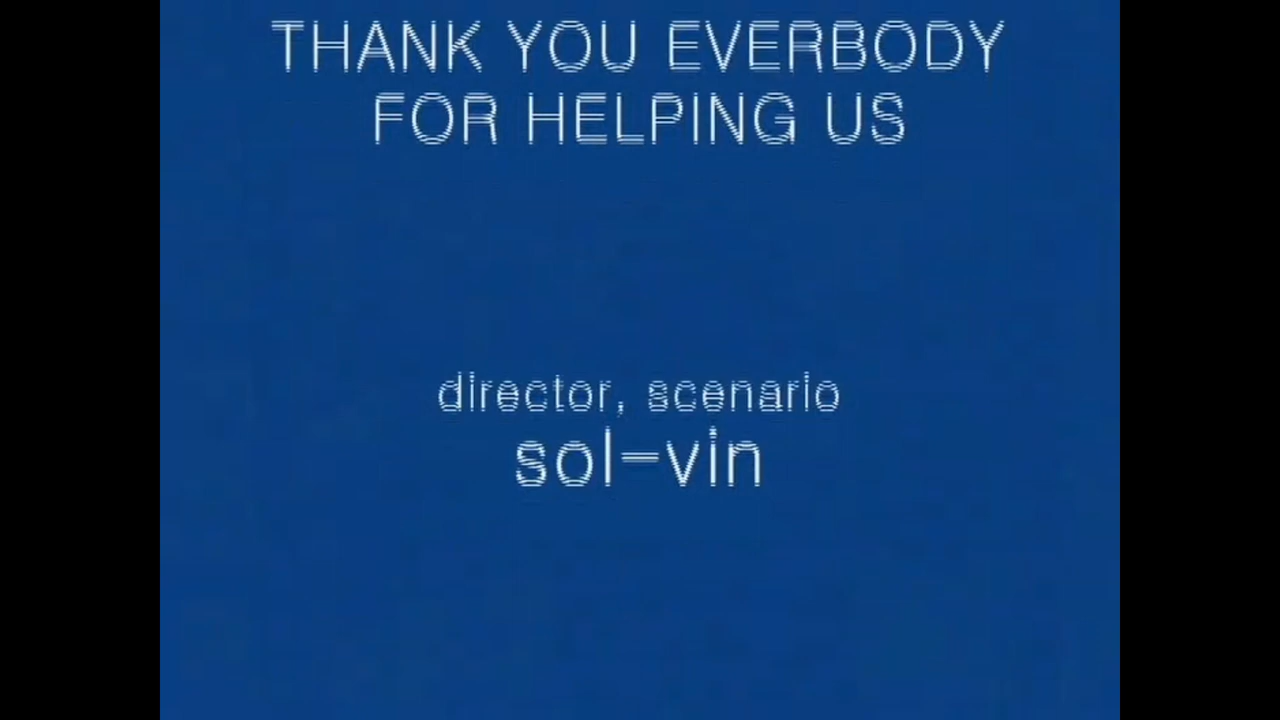 THANK YOU EVERBODY
FOR HELPING US
director, scenario
sol-vin